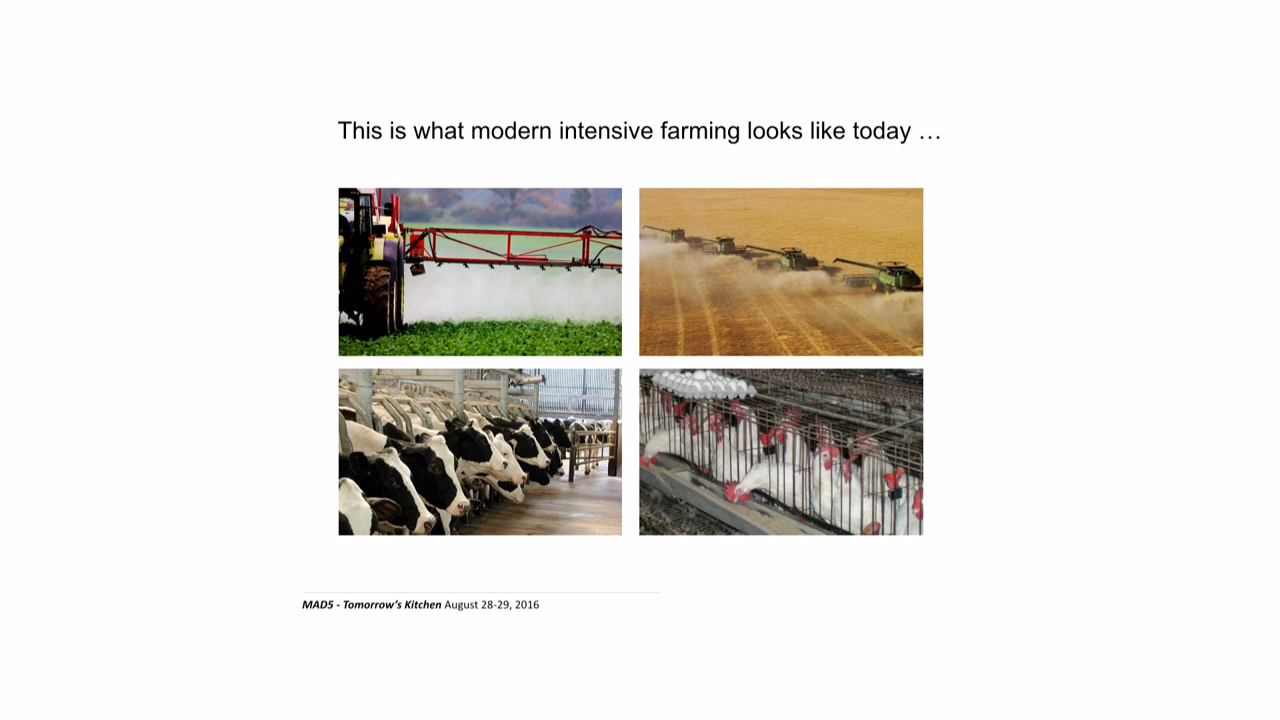 This is what modern intensive farming looks like today …
MAD5 - Tomorrow’s Kitchen August 28-29, 2016